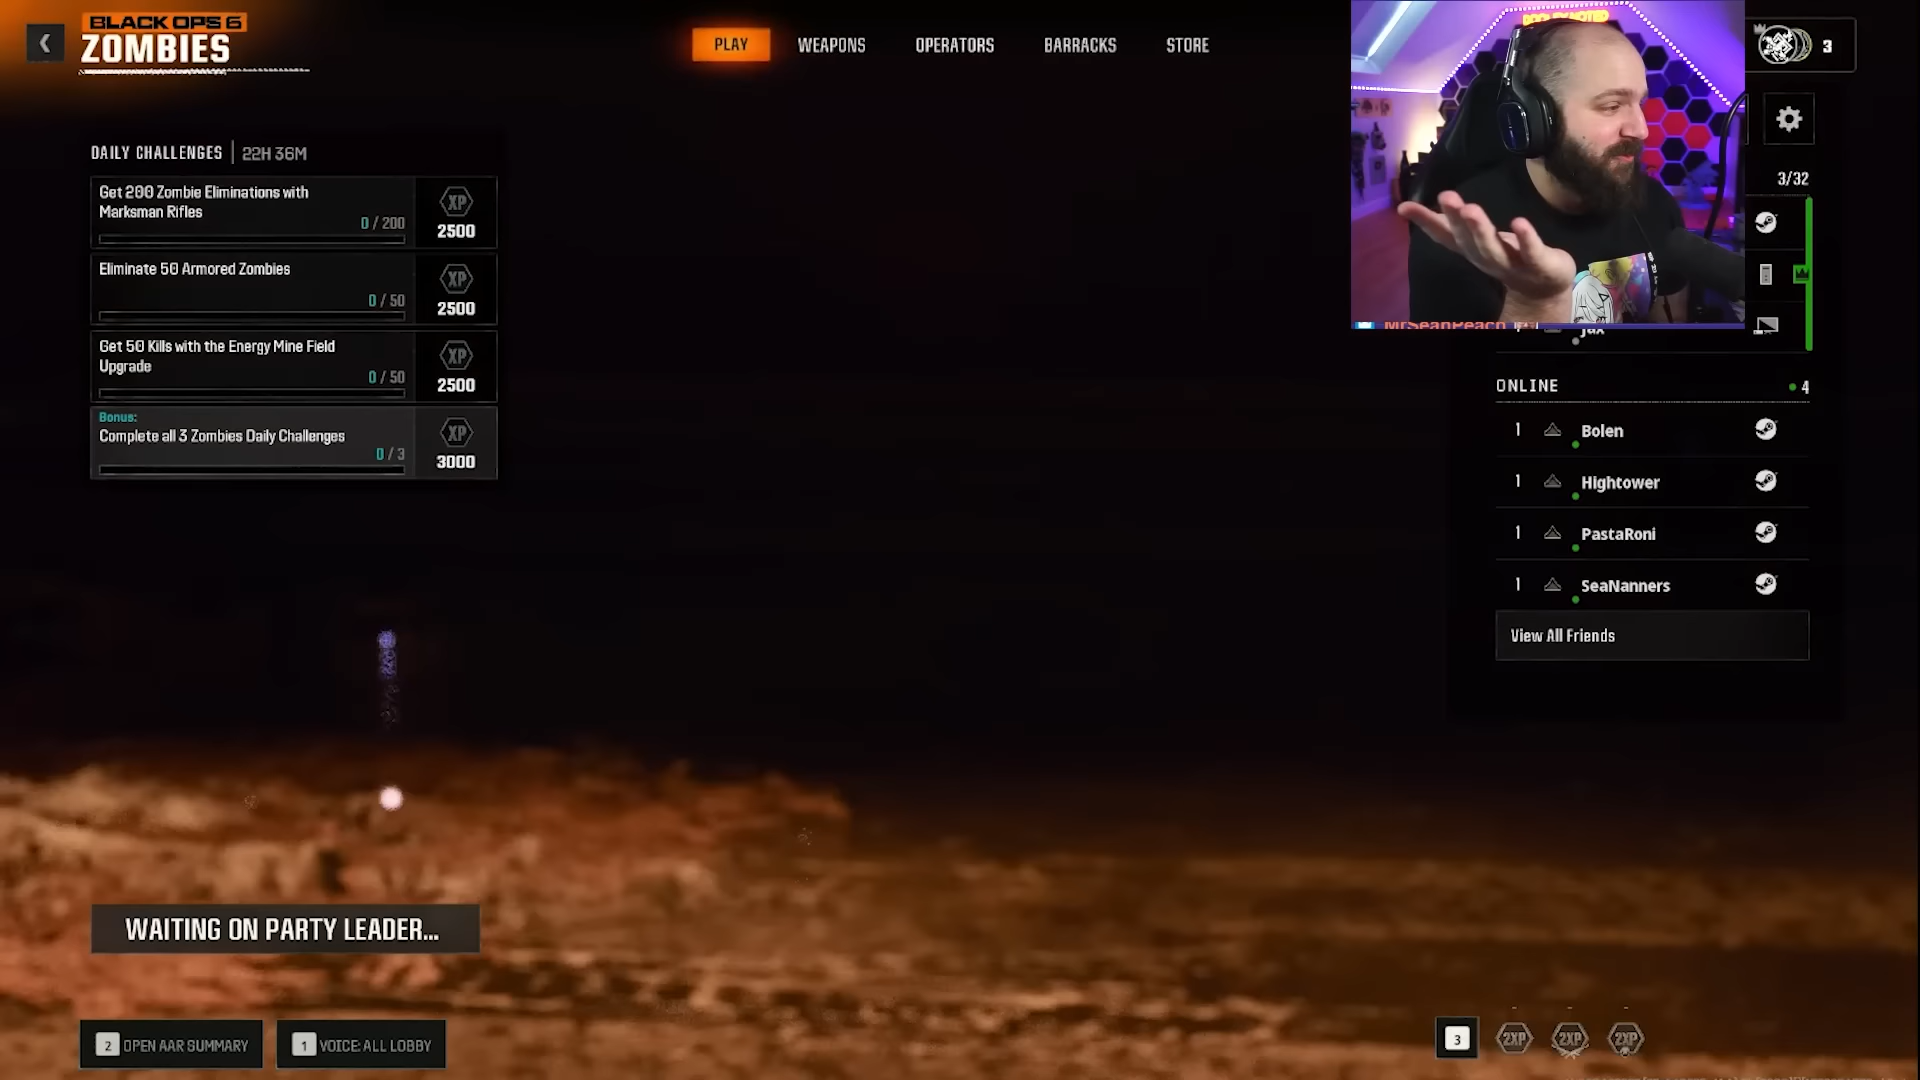 BLACK OPS 6
ZOMBIES
PLAY
WEAPONS
OPERATORS
BARRACKS
STORE
3
DAILY CHALLENGES
22H 36M
Get 200 Zombie Eliminations with
Marksman Rifles
0 / 200
XP
2500
Eliminate 50 Armored Zombies
0 / 50
XP
2500
Get 50 Kills with the Energy Mine Field
Upgrade
0 / 50
XP
2500
Bonus:
Complete all 3 Zombies Daily Challenges
0 / 3
XP
3000
3/32
MrSeanPeach
jax
ONLINE
4
1 Bolen
1 Hightower
1 PastaRoni
1 SeaNanners
View All Friends
WAITING ON PARTY LEADER...
2 OPEN AAR SUMMARY
1 VOICE: ALL LOBBY
3
2XP
2XP
2XP